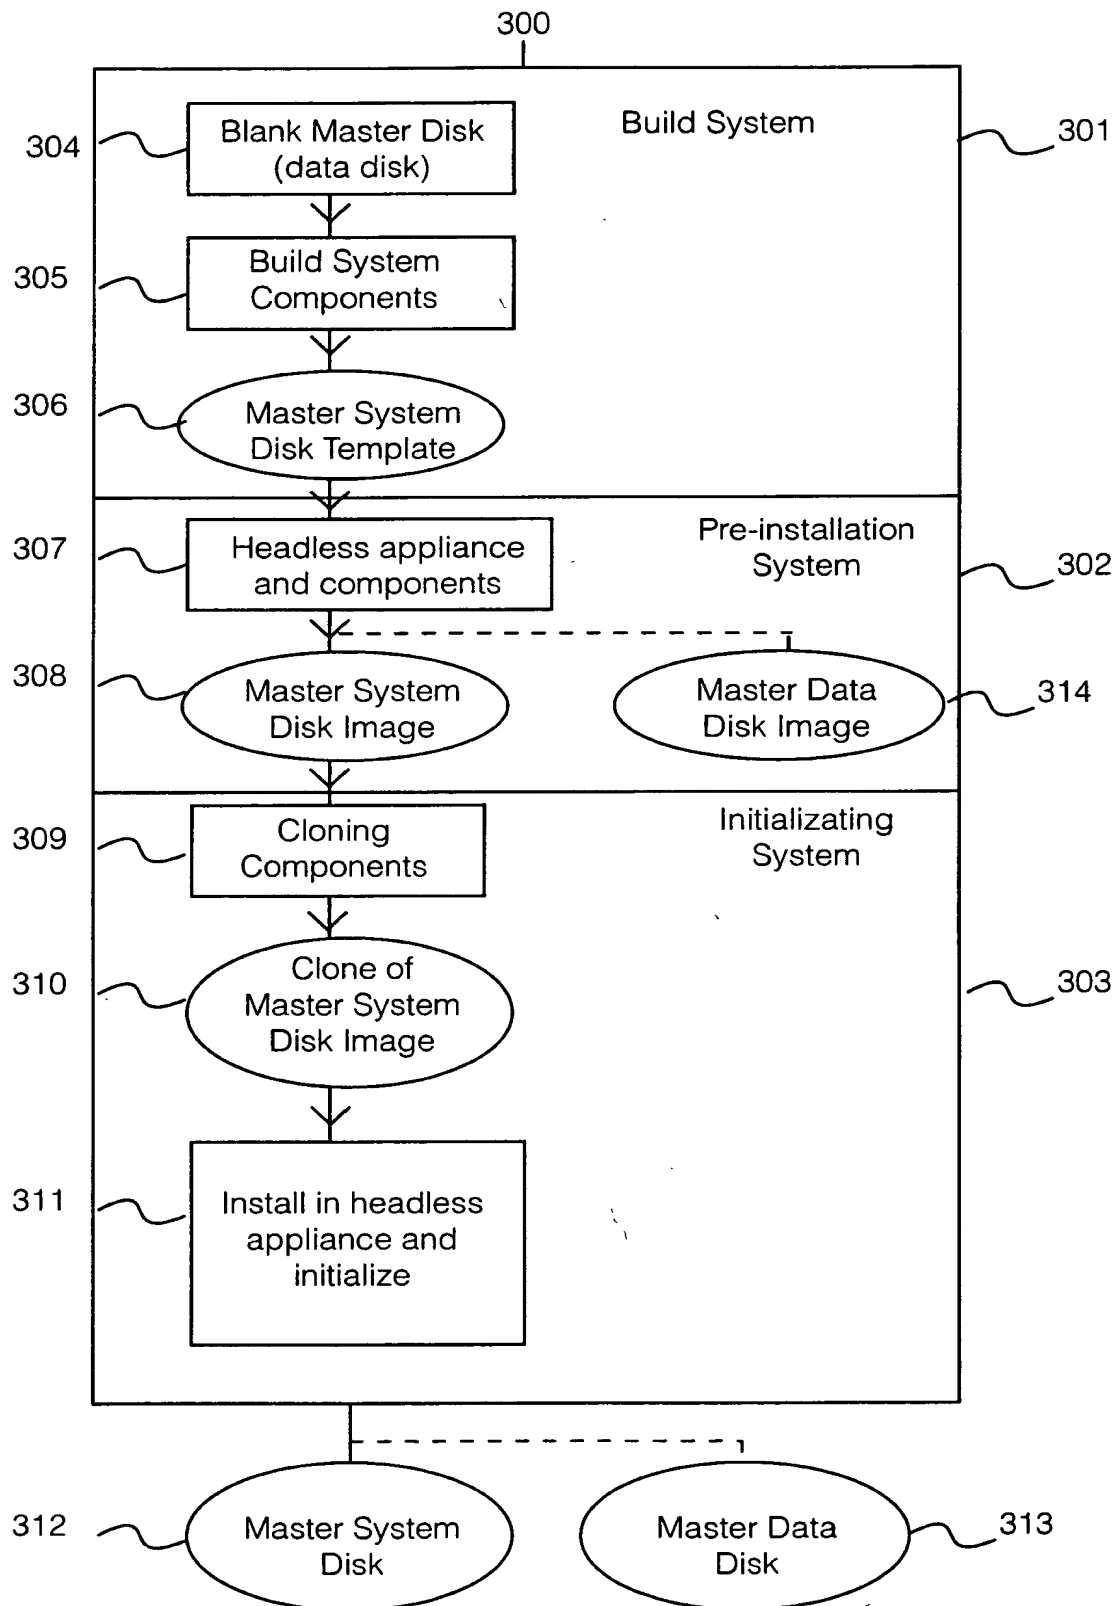 300
304
Blank Master Disk
(data disk)
Build System
301
305
Build System
Components
306
Master System
Disk Template
307
Headless appliance
and components
Pre-installation
System
302
308
Master System
Disk Image
Master Data
Disk Image
314
309
Cloning
Components
Initializating
System
310
Clone of
Master System
Disk Image
303
311
Install in headless
appliance and
initialize
312
Master System
Disk
Master Data
Disk
313